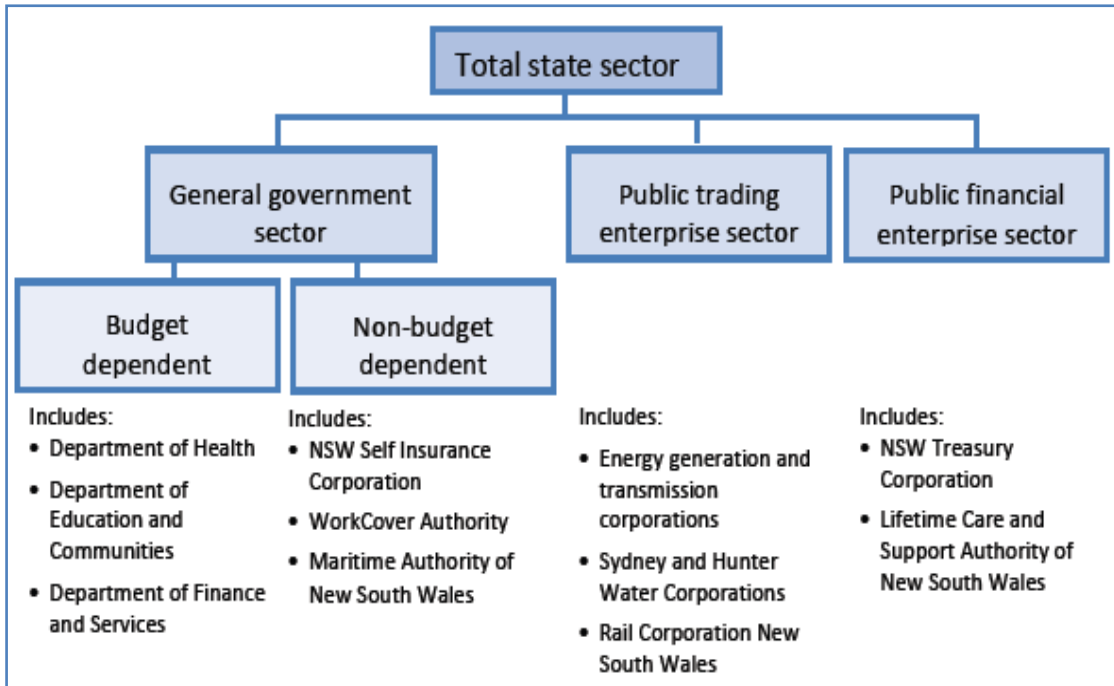 Total state sector
General government
sector
Public trading
enterprise sector
Public financial
enterprise sector
Budget
dependent
Non-budget
dependent
Includes:
• Department of Health
• Department of
Education and
Communities
• Department of Finance
and Services
Includes:
• NSW Self Insurance
Corporation
• WorkCover Authority
• Maritime Authority of
New South Wales
Includes:
• Energy generation and
transmission
corporations
• Sydney and Hunter
Water Corporations
• Rail Corporation New
South Wales
Includes:
• NSW Treasury
Corporation
• Lifetime Care and
Support Authority of
New South Wales